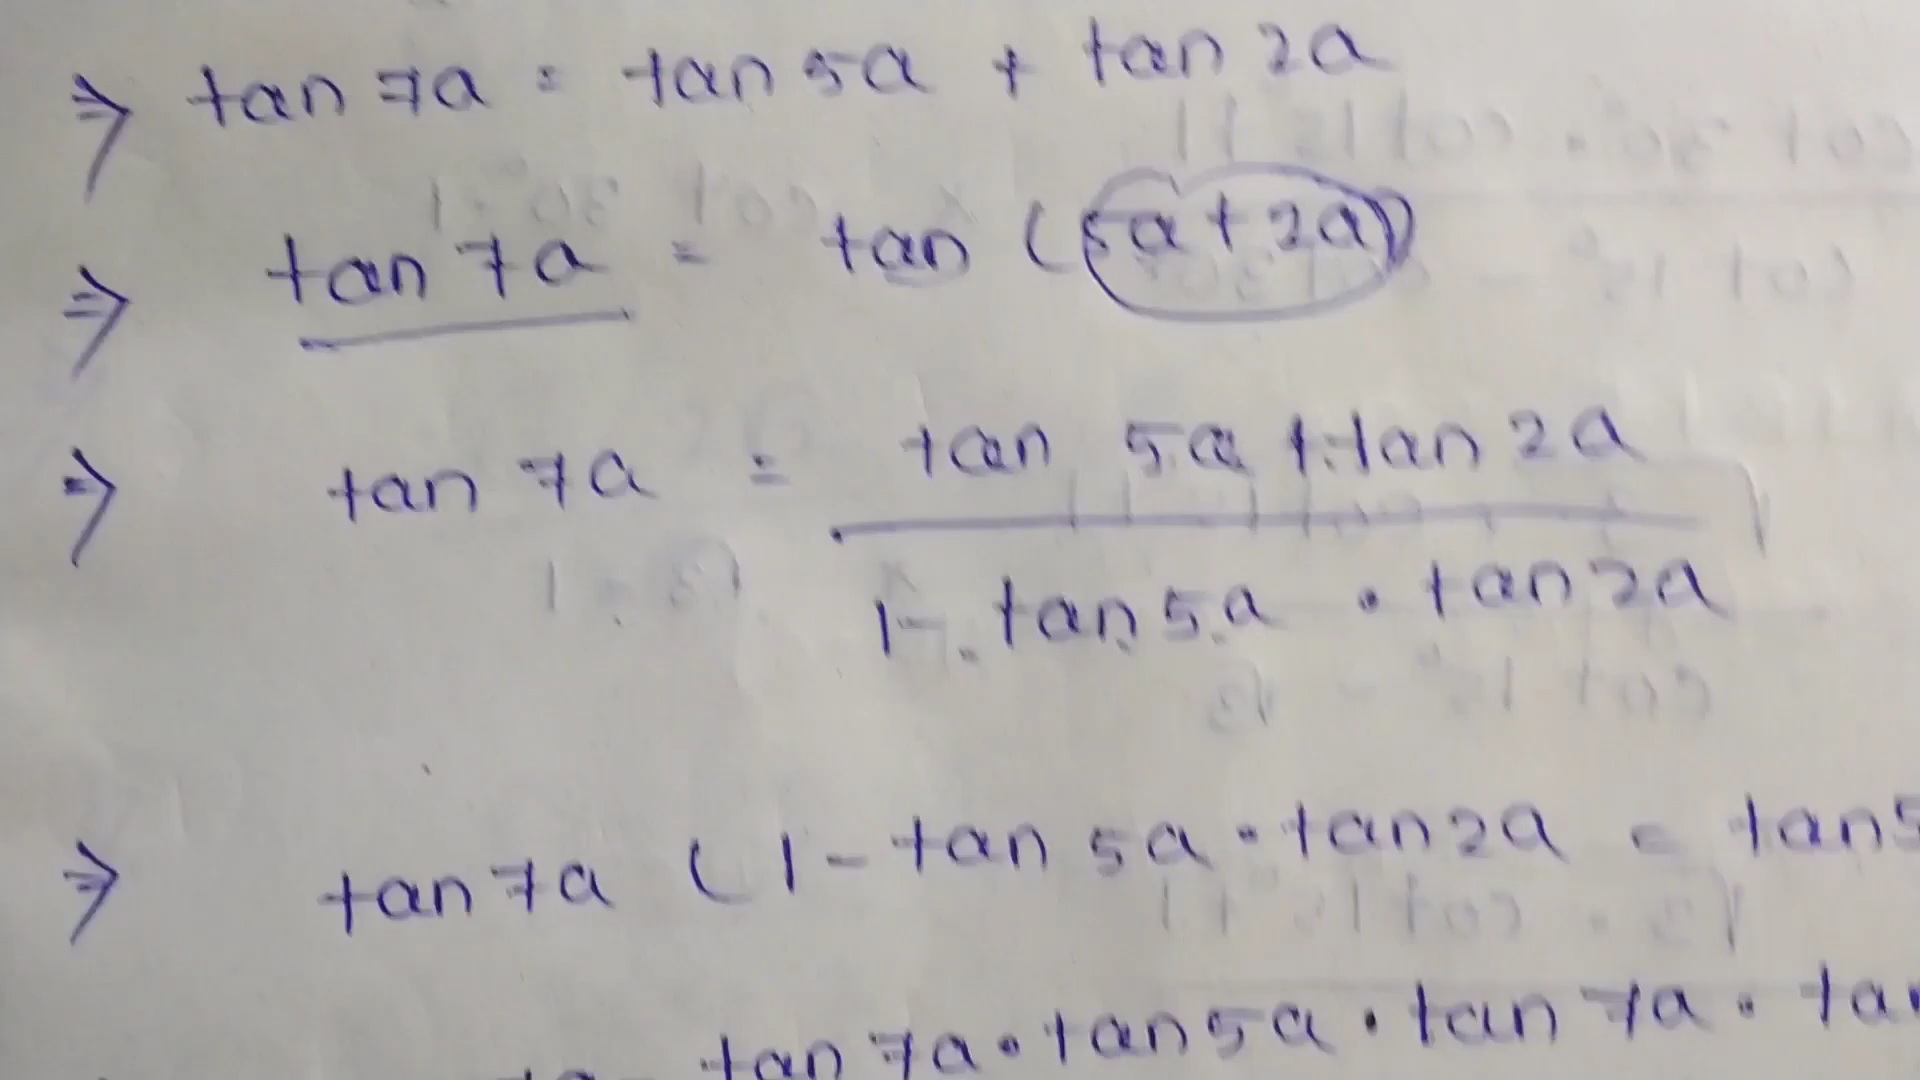 ⇒ tan 7a = tan 5a + tan 2a
⇒ tan 7a = tan (5a + 2a)
⇒ tan 7a = tan 5a + tan 2a
1 - tan 5a · tan 2a
⇒ tan 7a ( 1 - tan 5a · tan 2a = tan 5
tan 7a · tan 5a · tan 7a · ta